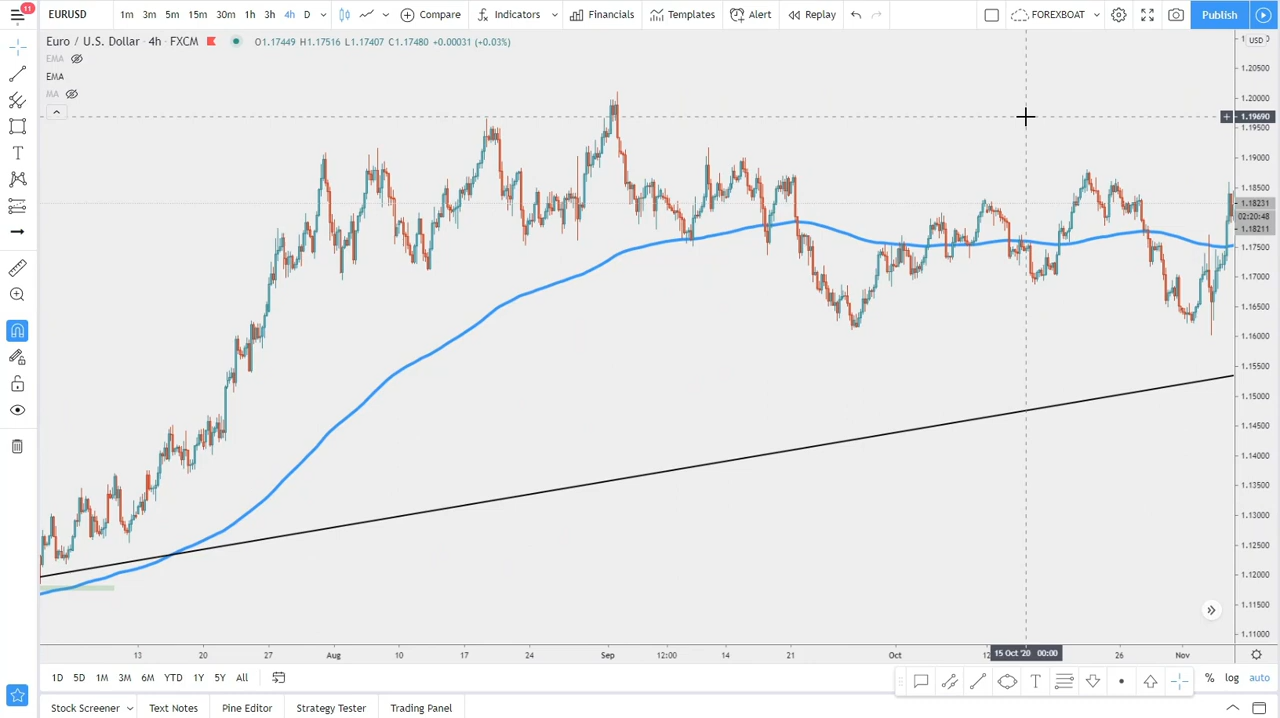 11
EURUSD 1m 3m 5m 15m 30m 1h 3h 4h D Compare Indicators Financials Templates Alert Replay FOREXBOAT Publish
Euro / U.S. Dollar · 4h · FXCM O1.17449 H1.17516 L1.17407 C1.17480 +0.00031 (+0.03%)
EMA
EMA
MA
USD
1.20500
1.20000
1.19690
1.19500
1.19000
1.18500
1.18231
02:20:48
1.18211
1.17500
1.17000
1.16500
1.16000
1.15500
1.15000
1.14500
1.14000
1.13500
1.13000
1.12500
1.12000
1.11500
1.11000
13 20 27 Aug 10 17 24 Sep 12:00 14 21 Oct 15 Oct '20 00:00 26 Nov
1D 5D 1M 3M 6M YTD 1Y 5Y All % log auto
Stock Screener Text Notes Pine Editor Strategy Tester Trading Panel